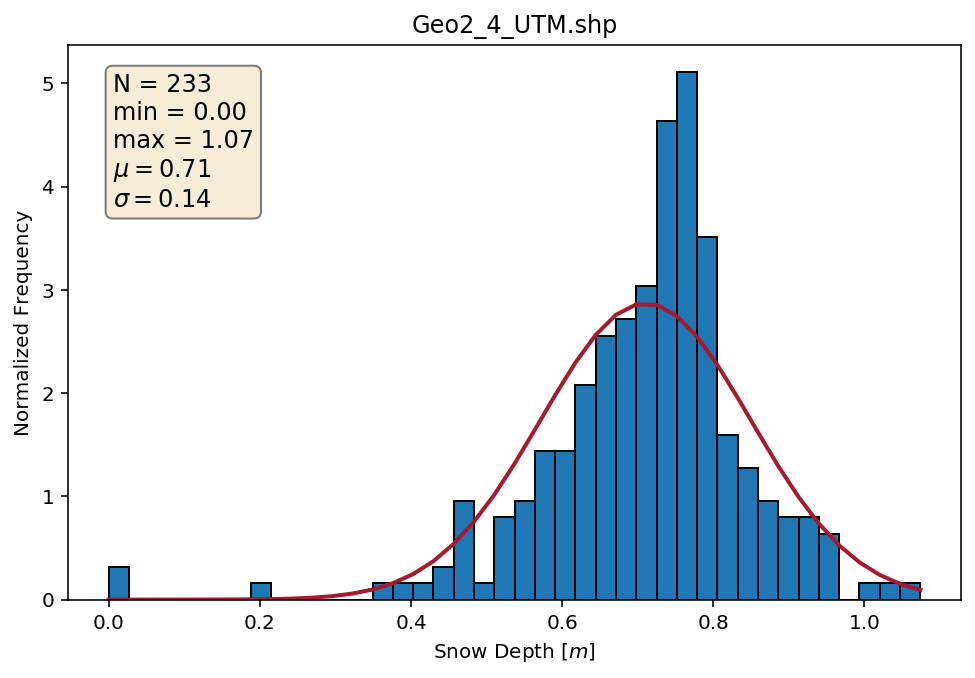 Geo2_4_UTM.shp
N = 233
min = 0.00
max = 1.07
μ = 0.71
σ = 0.14
Normalized Frequency
5
4
3
2
1
0
0.0 0.2 0.4 0.6 0.8 1.0
Snow Depth [m]